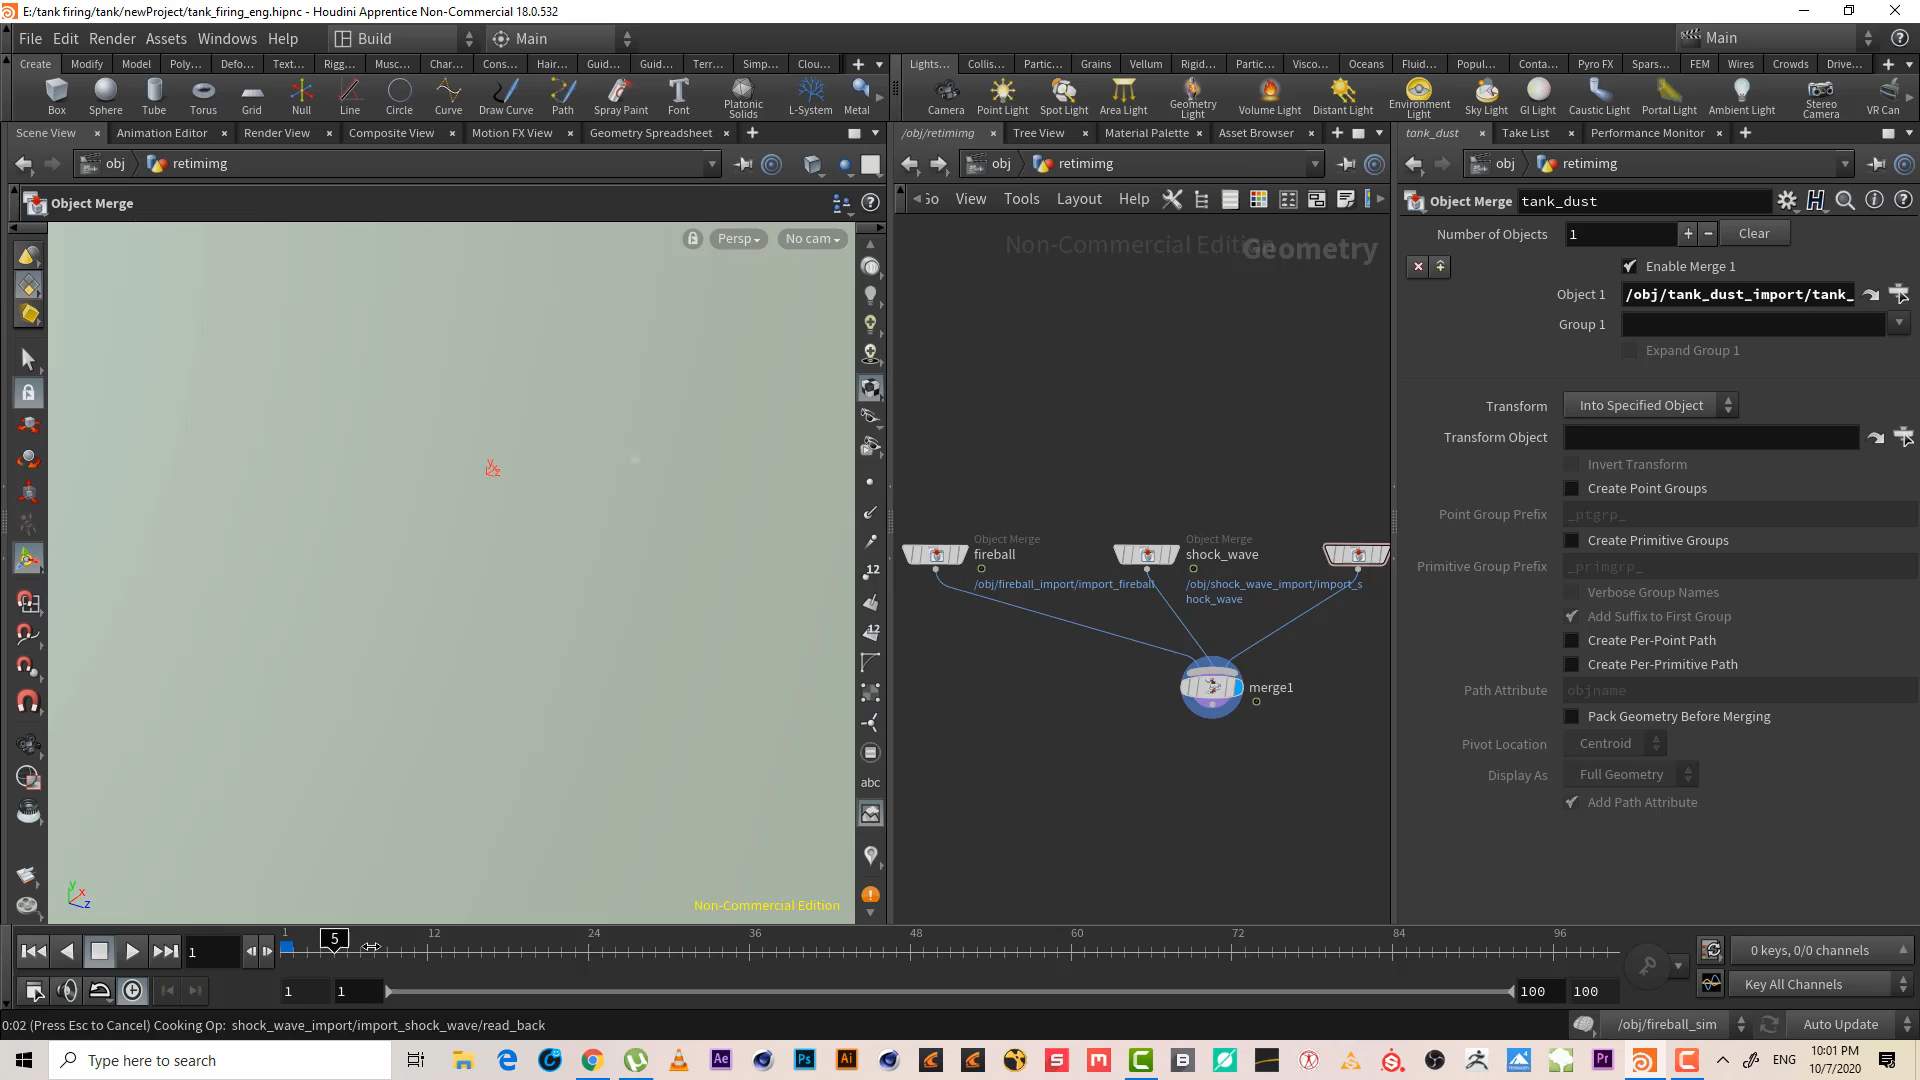 E:/tank firing/tank/newProject/tank_firing_eng.hipnc - Houdini Apprentice Non-Commercial 18.0.532
File Edit Render Assets Windows Help Build Main Main
Create Modify Model Poly... Defo... Text... Rigg... Musc... Char... Cons... Hair... Guid... Guid... Terr... Simp... Clou...
Lights... Collis... Partic... Grains Vellum Rigid... Partic... Visco... Oceans Fluid... Popul... Conta... Pyro FX Spars... FEM Wires Crowds Drive...
Box Sphere Tube Torus Grid Null Line Circle Curve Draw Curve Path Spray Paint Font Platonic Solids L-System Metal
Camera Point Light Spot Light Area Light Geometry Light Volume Light Distant Light Environment Light Sky Light GI Light Caustic Light Portal Light Ambient Light Stereo Camera VR Can
Scene View Animation Editor Render View Composite View Motion FX View Geometry Spreadsheet
/obj/retimimg Tree View Material Palette Asset Browser
tank_dust Take List Performance Monitor
obj retimimg
obj retimimg
obj retimimg
Object Merge
Go View Tools Layout Help
Object Merge tank_dust
Persp No cam
Non-Commercial Edition
Geometry
Number of Objects 1 Clear
Enable Merge 1
Object 1 /obj/tank_dust_import/tank_
Group 1
Expand Group 1
Transform Into Specified Object
Transform Object
Invert Transform
Create Point Groups
Point Group Prefix _ptgrp_
Create Primitive Groups
Primitive Group Prefix _primgrp_
Verbose Group Names
Add Suffix to First Group
Create Per-Point Path
Create Per-Primitive Path
Path Attribute objname
Pack Geometry Before Merging
Pivot Location Centroid
Display As Full Geometry
Add Path Attribute
Object Merge
fireball
/obj/fireball_import/import_fireball
Object Merge
shock_wave
/obj/shock_wave_import/import_s
hock_wave
merge1
y
z
12
12
abc
y x z
Non-Commercial Edition
1 5 12 24 36 48 60 72 84 96
1
0 keys, 0/0 channels
1 1 100 100
Key All Channels
0:02 (Press Esc to Cancel) Cooking Op: shock_wave_import/import_shock_wave/read_back
/obj/fireball_sim Auto Update
Type here to search
ENG
10:01 PM
10/7/2020